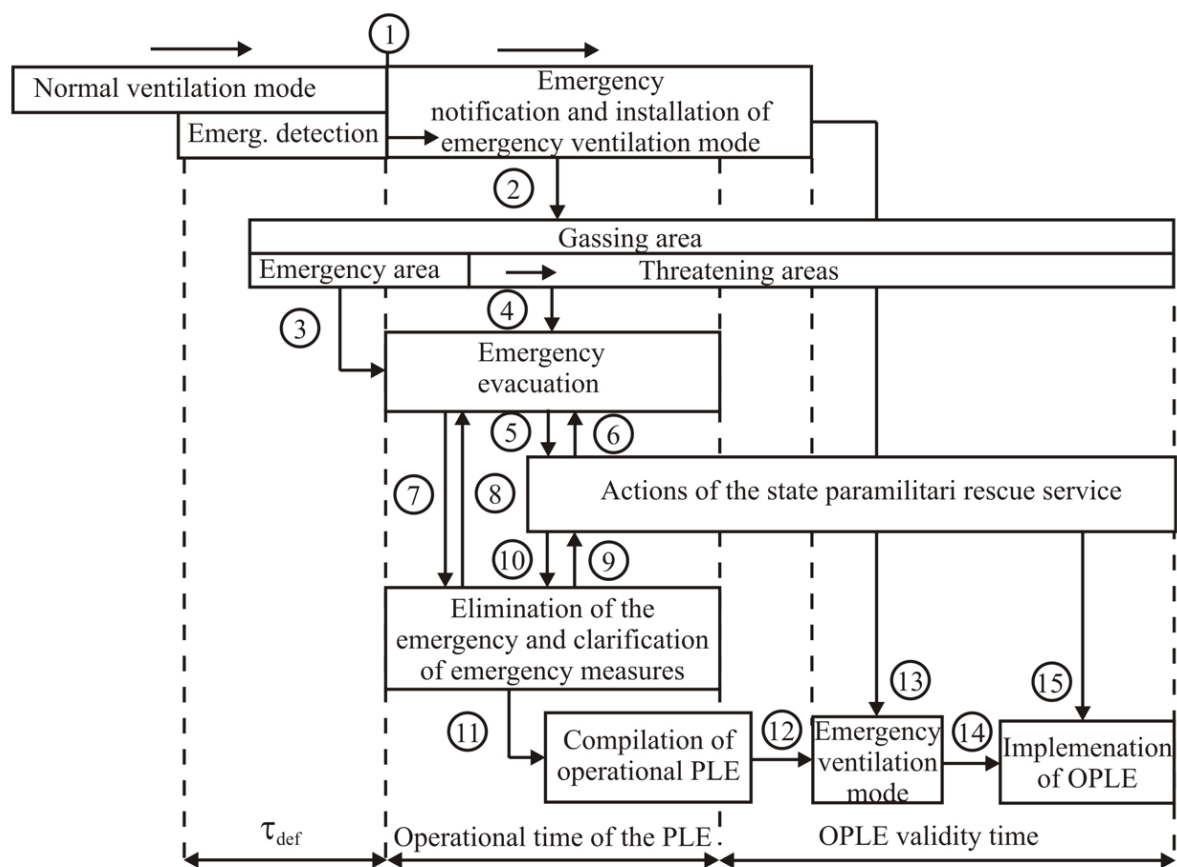 1
Normal ventilation mode
Emerg. detection
Emergency
notification and installation of
emergency ventilation mode
2
Gassing area
Emergency area
Threatening areas
3
4
Emergency
evacuation
5
6
7
8
Actions of the state paramilitari rescue service
10
9
Elimination of the
emergency and clarification
of emergency measures
11
Compilation of
operational PLE
12
13
Emergency
ventilation
mode
14
15
Implemenation
of OPLE
τdef
Operational time of the PLE
OPLE validity time